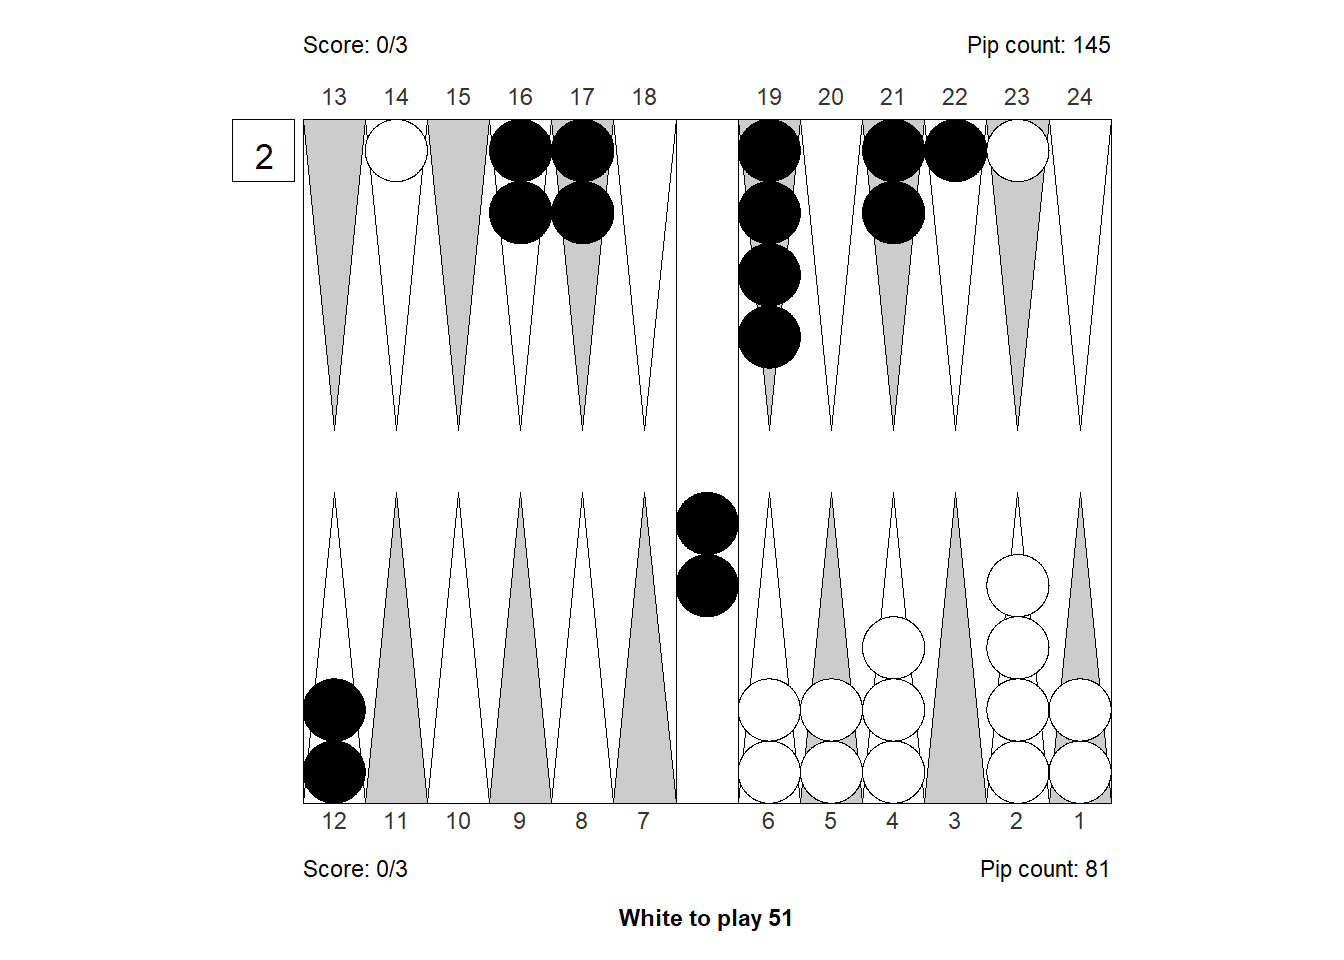 Score: 0/3 Pip count: 145
13 14 15 16 17 18 19 20 21 22 23 24
2
12 11 10 9 8 7 6 5 4 3 2 1
Score: 0/3 Pip count: 81
White to play 51